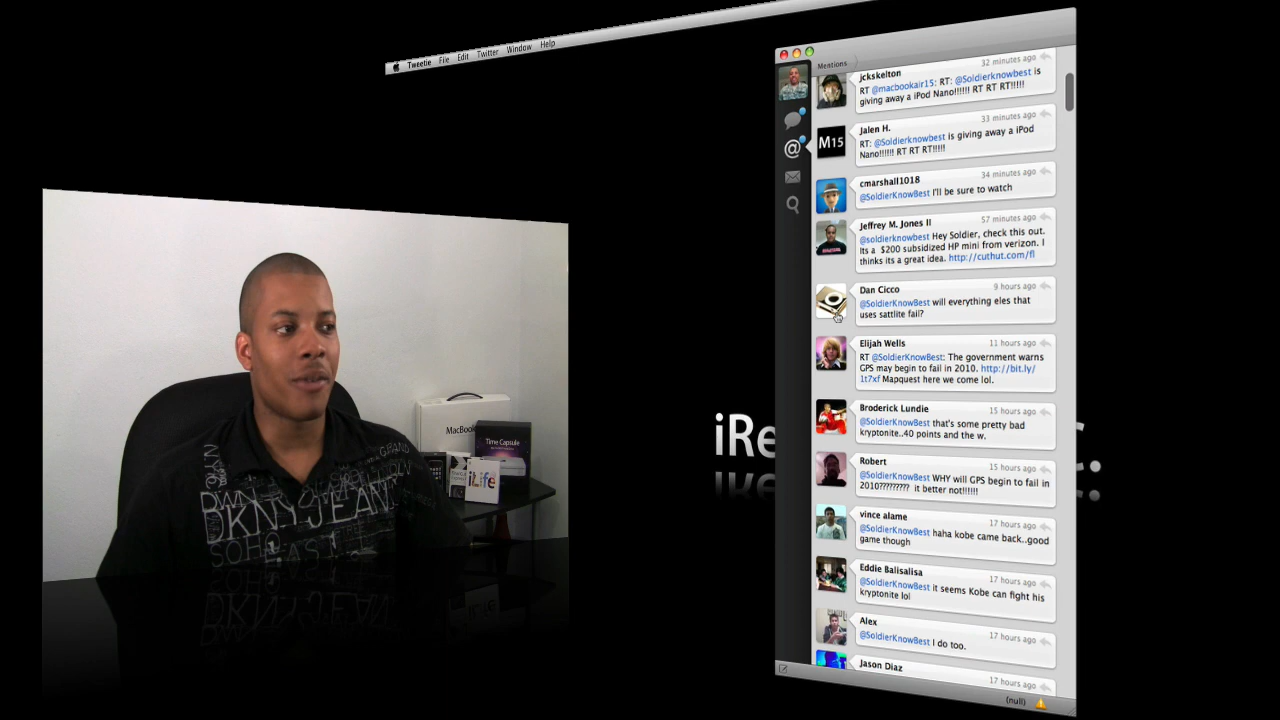 Tweetie File Edit Twitter Window Help
Mentions
jckskelton 32 minutes ago
RT @macbookair15: RT: @Soldierknowbest is
giving away a iPod Nano!!!!!! RT RT RT!!!!!
M15
Jalen H. 33 minutes ago
RT: @Soldierknowbest is giving away a iPod
Nano!!!!!! RT RT RT!!!!!
cmarshall1018 34 minutes ago
@SoldierKnowBest I'll be sure to watch
Jeffrey M. Jones II 57 minutes ago
@soldierknowbest Hey Soldier, check this out.
Its a $200 subsidized HP mini from verizon. I
thinks its a great idea. http://cuthut.com/fl
Dan Cicco 9 hours ago
@SoldierKnowBest will everything eles that
uses sattlite fail?
Elijah Wells 11 hours ago
RT @SoldierKnowBest: The government warns
GPS may begin to fail in 2010. http://bit.ly/
1t7xf Mapquest here we come lol.
Broderick Lundie 15 hours ago
@SoldierKnowBest that's some pretty bad
kryptonite..40 points and the w.
Robert 15 hours ago
@SoldierKnowBest WHY will GPS begin to fail in
2010????????? it better not!!!!!!
vince alame 17 hours ago
@SoldierKnowBest haha kobe came back..good
game though
Eddie Balisalisa 17 hours ago
@SoldierKnowBest it seems Kobe can fight his
kryptonite lol
Alex 17 hours ago
@SoldierKnowBest I do too.
Jason Diaz 17 hours ago
(null)
iRe
MacBook
Time Capsule
iLife
DKNY JEANS